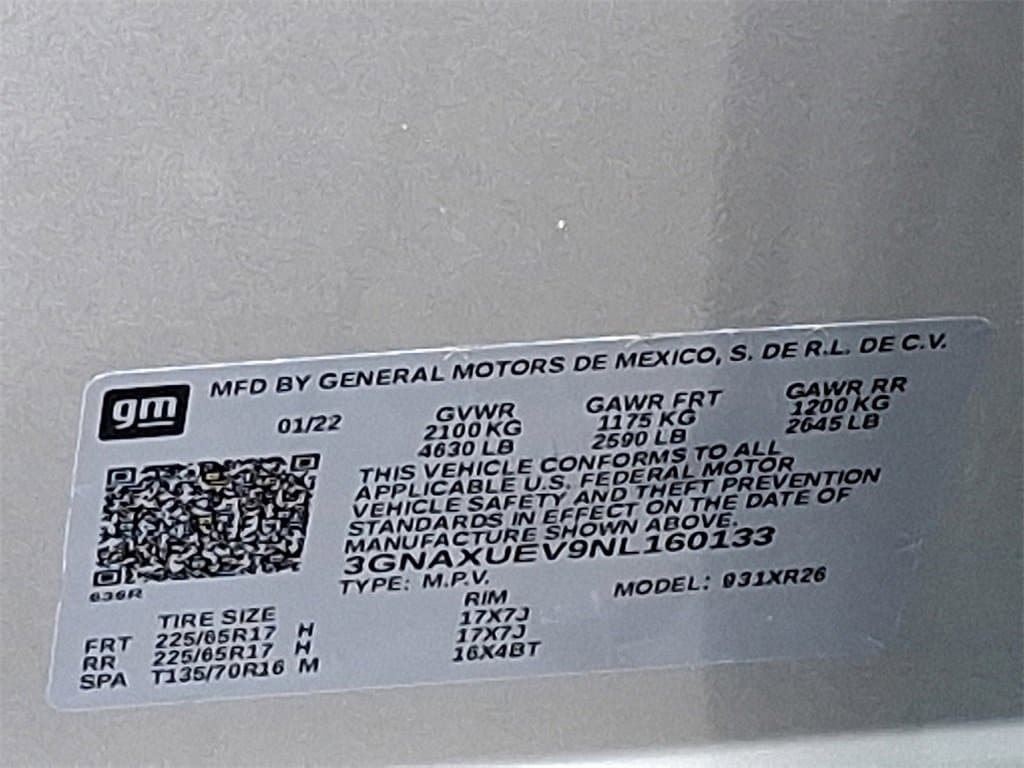 gm
MFD BY GENERAL MOTORS DE MEXICO, S. DE R.L. DE C.V.
01/22 GVWR GAWR FRT GAWR RR
2100 KG 1175 KG 1200 KG
4630 LB 2590 LB 2645 LB
THIS VEHICLE CONFORMS TO ALL
APPLICABLE U.S. FEDERAL MOTOR
VEHICLE SAFETY AND THEFT PREVENTION
STANDARDS IN EFFECT ON THE DATE OF
MANUFACTURE SHOWN ABOVE.
3GNAXUEV9NL160133
TYPE: M.P.V. MODEL: 931XR26
TIRE SIZE RIM
FRT 225/65R17 H 17X7J
RR 225/65R17 H 17X7J
SPA T135/70R16 M 16X4BT